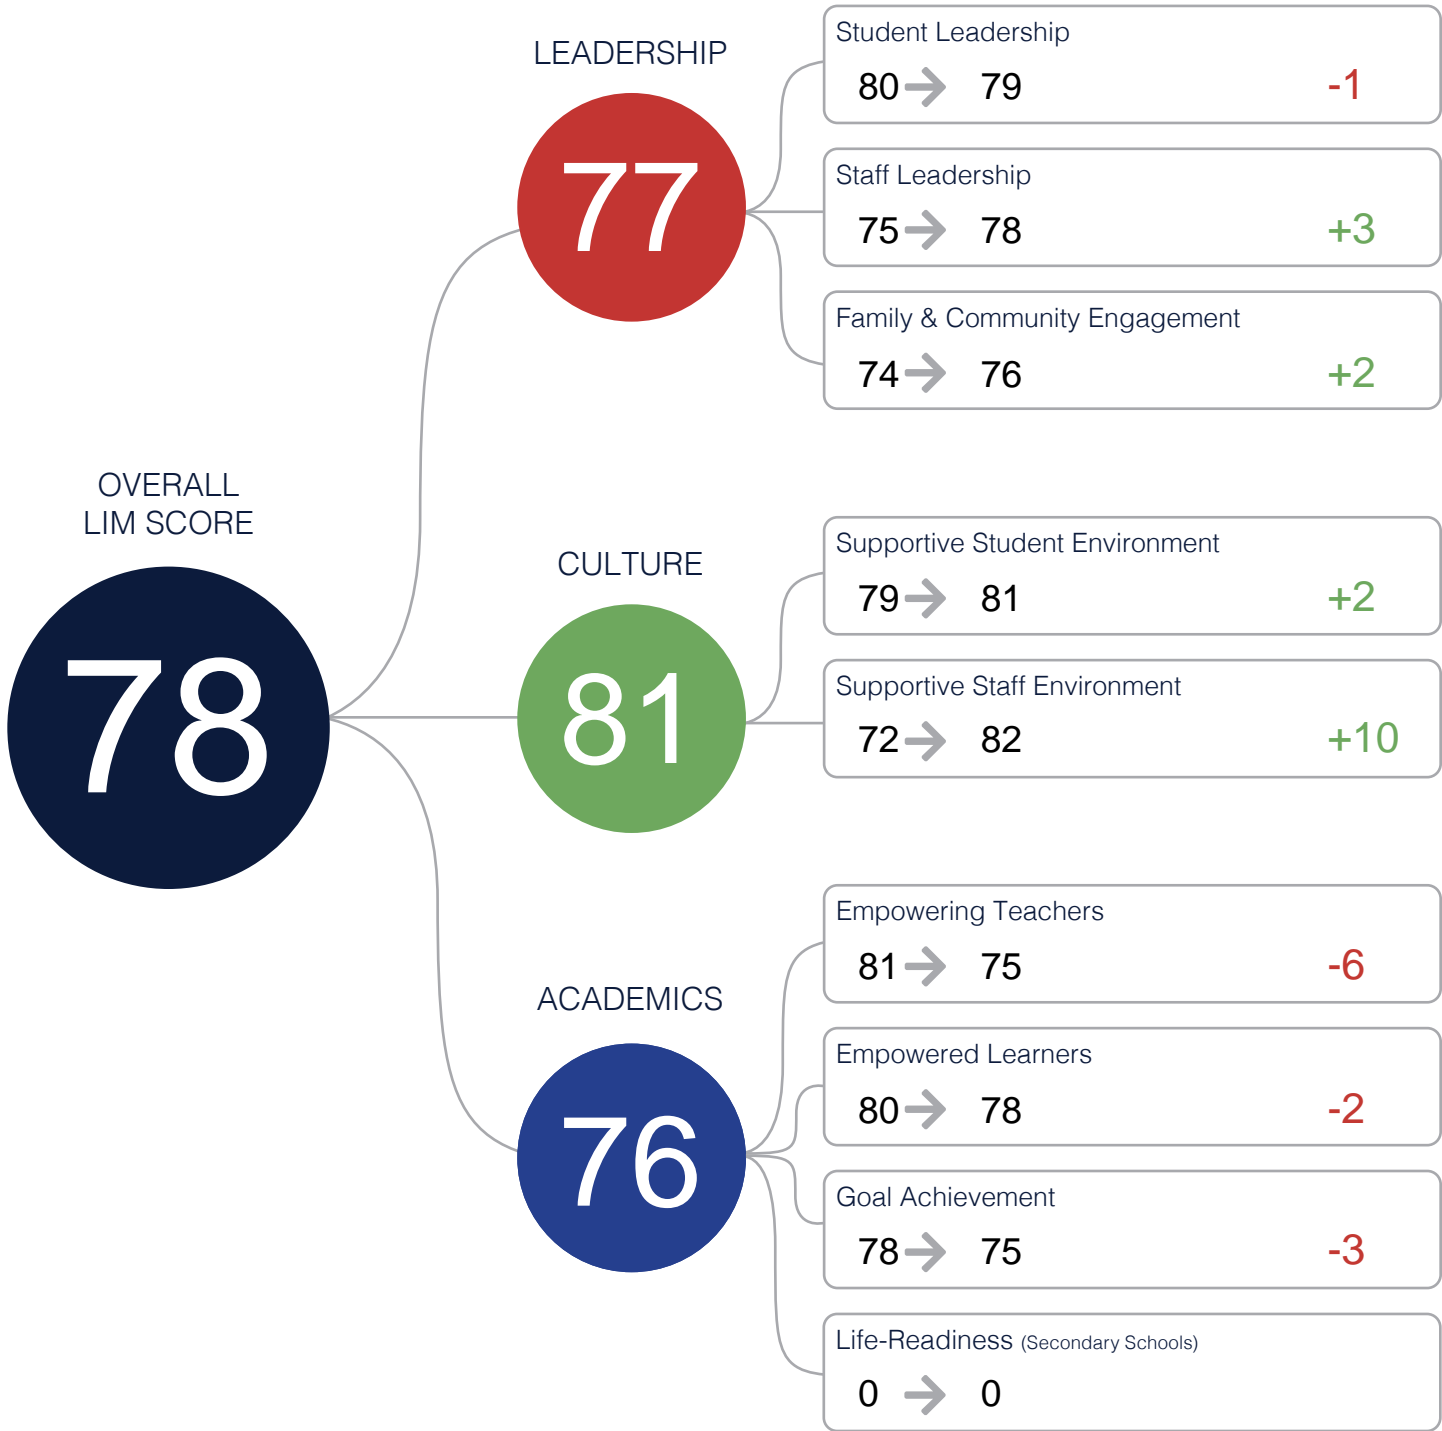 OVERALL
LIM SCORE
78
LEADERSHIP
77
Student Leadership
80 79 -1
Staff Leadership
75 78 +3
Family & Community Engagement
74 76 +2
CULTURE
81
Supportive Student Environment
79 81 +2
Supportive Staff Environment
72 82 +10
ACADEMICS
76
Empowering Teachers
81 75 -6
Empowered Learners
80 78 -2
Goal Achievement
78 75 -3
Life-Readiness (Secondary Schools)
0 0